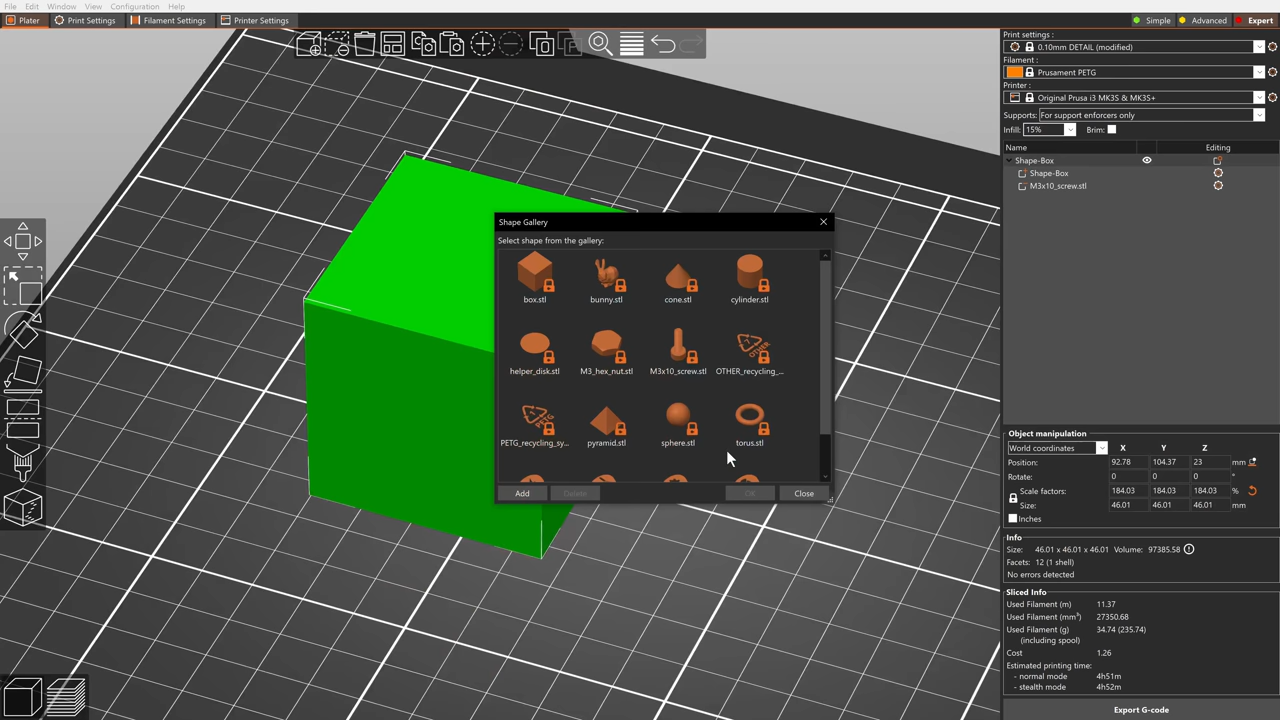 File Edit Window View Configuration Help
Plater Print Settings Filament Settings Printer Settings Simple Advanced Expert
Print settings :
0.10mm DETAIL (modified)
Filament :
Prusament PETG
Printer :
Original Prusa i3 MK3S & MK3S+
Supports: For support enforcers only
Infill: 15% Brim:
Name Editing
Shape-Box
Shape-Box
M3x10_screw.stl
Shape Gallery
Select shape from the gallery:
box.stl bunny.stl cone.stl cylinder.stl
helper_disk.stl M3_hex_nut.stl M3x10_screw.stl OTHER_recycling_...
PETG_recycling_sy... pyramid.stl sphere.stl torus.stl
Add Delete OK Close
Object manipulation
World coordinates X Y Z
Position: 92.78 104.37 23 mm
Rotate: 0 0 0 °
Scale factors: 184.03 184.03 184.03 %
Size: 46.01 46.01 46.01 mm
Inches
Info
Size: 46.01 x 46.01 x 46.01 Volume: 97385.58
Facets: 12 (1 shell)
No errors detected
Sliced Info
Used Filament (m) 11.37
Used Filament (mm³) 27350.68
Used Filament (g) 34.74 (235.74)
(including spool)
Cost 1.26
Estimated printing time:
- normal mode 4h51m
- stealth mode 4h52m
Export G-code